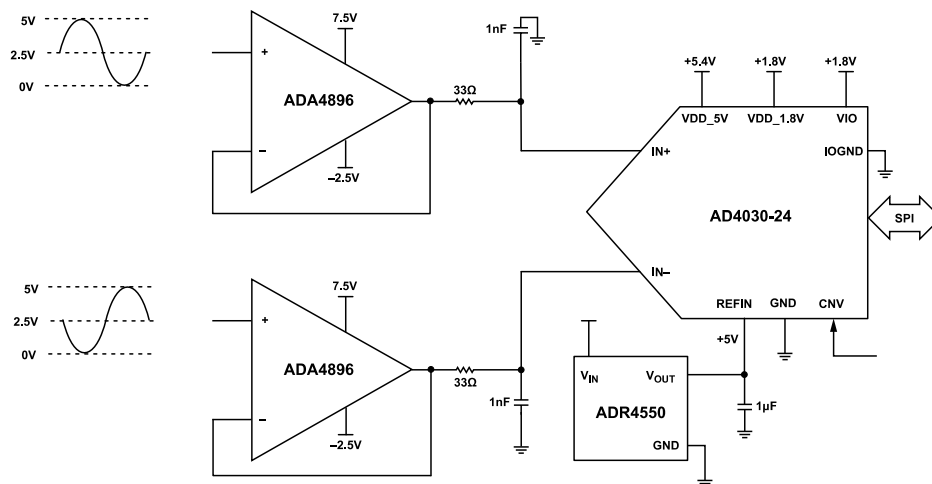 5V
2.5V
0V
+
–
ADA4896
7.5V
–2.5V
33Ω
1nF
+5.4V
+1.8V
+1.8V
VDD_5V
VDD_1.8V
VIO
IN+
IOGND
AD4030-24
SPI
IN–
REFIN
GND
CNV
+5V
5V
2.5V
0V
+
–
ADA4896
7.5V
–2.5V
33Ω
1nF
VIN
VOUT
ADR4550
GND
1µF